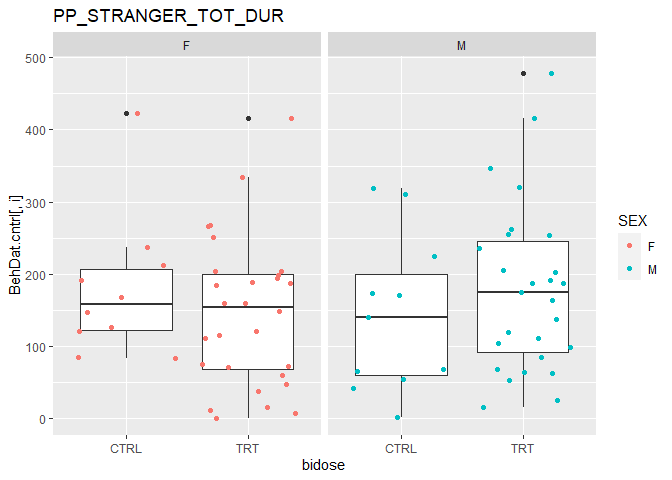 PP_STRANGER_TOT_DUR
F
M
500
400
300
200
100
0
BehDat.cntrl[, i]
CTRL
TRT
CTRL
TRT
bidose
SEX
F
M